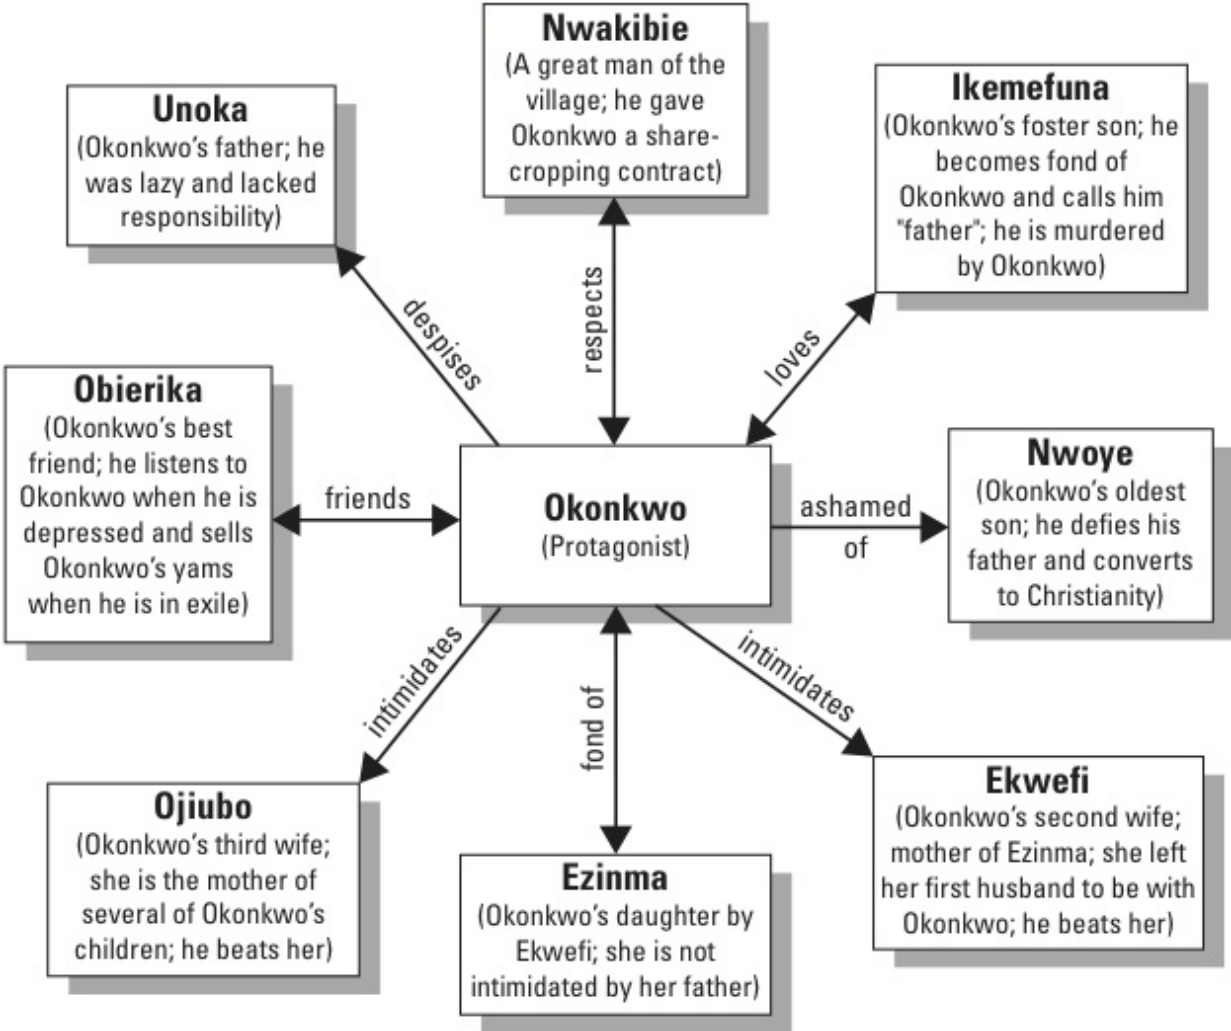 Nwakibie
(A great man of the
village; he gave
Okonkwo a share-
cropping contract)
Unoka
(Okonkwo's father; he
was lazy and lacked
responsibility)
Ikemefuna
(Okonkwo's foster son; he
becomes fond of
Okonkwo and calls him
"father"; he is murdered
by Okonkwo)
despises
respects
loves
Obierika
(Okonkwo's best
friend; he listens to
Okonkwo when he is
depressed and sells
Okonkwo's yams
when he is in exile)
friends
Okonkwo
(Protagonist)
ashamed
of
Nwoye
(Okonkwo's oldest
son; he defies his
father and converts
to Christianity)
intimidates
fond of
intimidates
Ojiubo
(Okonkwo's third wife;
she is the mother of
several of Okonkwo's
children; he beats her)
Ezinma
(Okonkwo's daughter by
Ekwefi; she is not
intimidated by her father)
Ekwefi
(Okonkwo's second wife;
mother of Ezinma; she left
her first husband to be with
Okonkwo; he beats her)